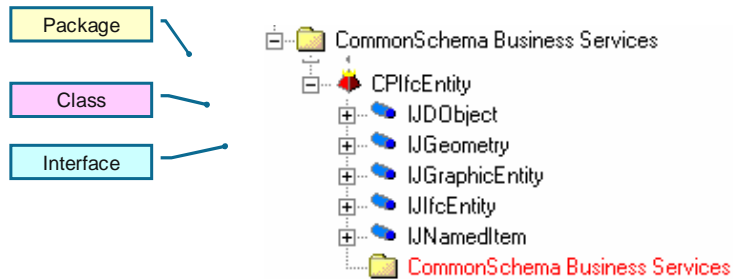 Package
Class
Interface
CommonSchema Business Services
CPIfcEntity
IJDObject
IJGeometry
IJGraphicEntity
IJIfcEntity
IJNamedItem
CommonSchema Business Services